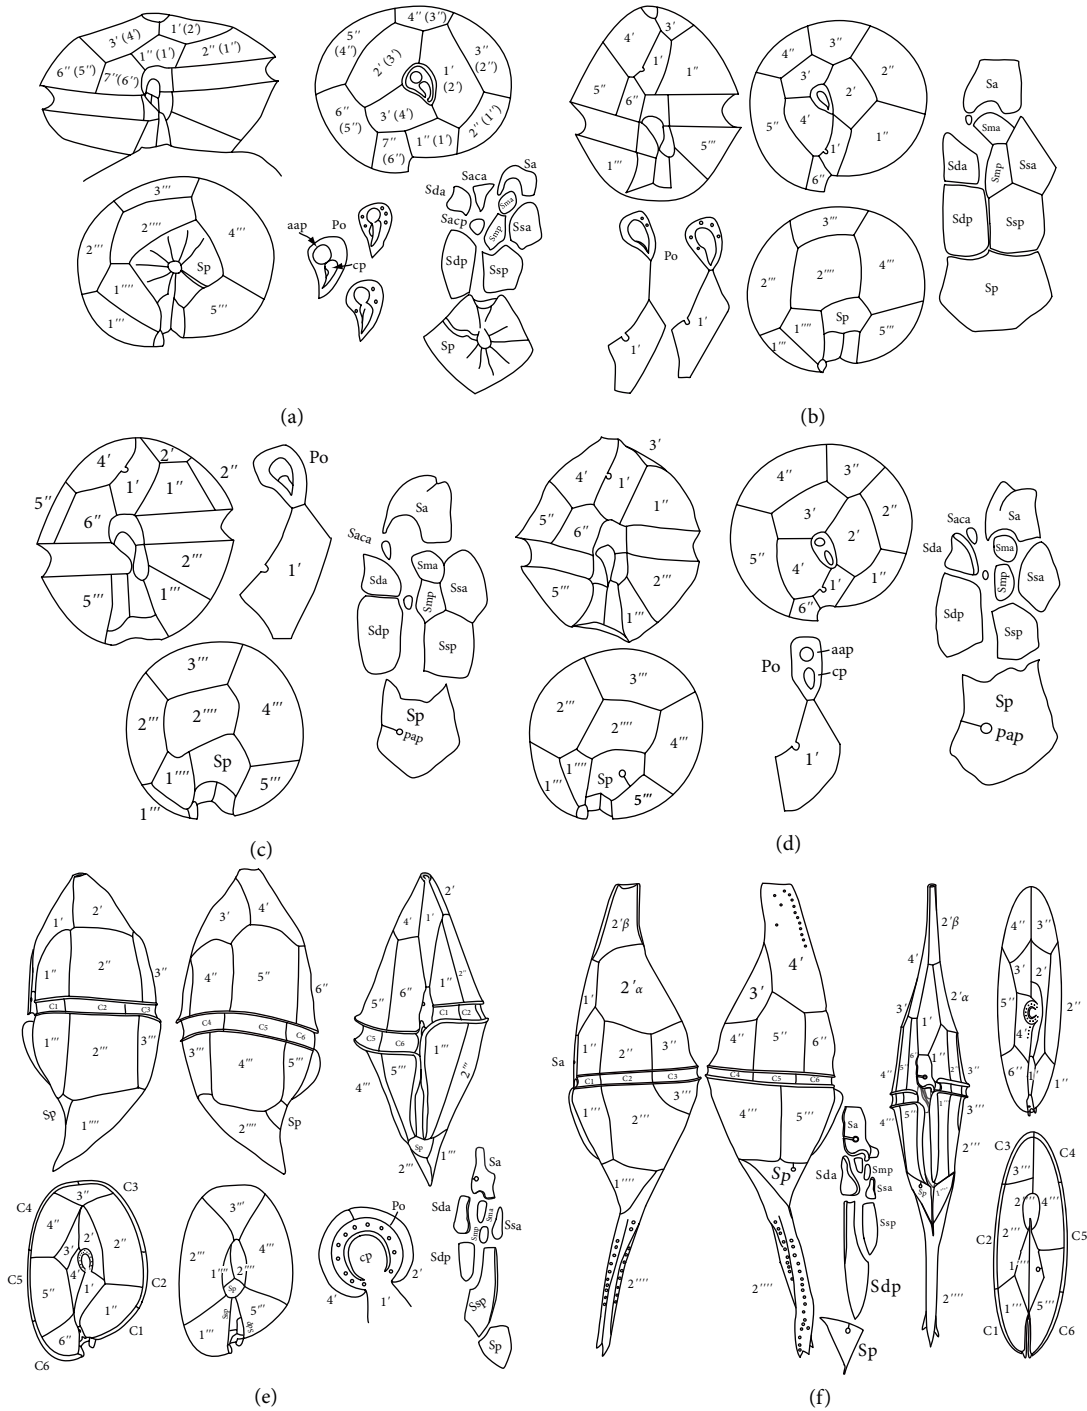 3′ (4′) 1′ (2′)
6″ (5″) 7″(6″) 1″ (1′) 2″ (1″)
4″ (3″)
5″ (4″) 2′ (3′) 1′ (2′) 3″ (2″)
6″ (5″) 3′ (4′) 2″ (1″)
7″ (6″) 1″ (1′)
3‴
2⁗ 4‴
2‴ Sp
1⁗
1‴ 5‴
aap Po
cp
Sa
Saca
Sda Sma
Sacp Smp Ssa
Sdp Ssp
Sp
(a)
4′ 3′
5″ 1′ 1″
6″
1‴ 5‴
4″ 3″
3′ 2′ 2″
5″ 4′ 1′ 1″
6″
Po
1′ 1′
3‴
2‴ 2⁗ 4‴
1⁗ Sp
1‴ 5‴
Sa
Sma
Sda Smp Ssa
Sdp Ssp
Sp
(b)
4′ 2′
5″ 1′ 1″ 2″
6″
2‴
5‴ 1‴
Po
1′
Sa
Saca
Sda Sma Ssa
Smp
Sdp Ssp
Sp
pap
3‴
2‴ 2⁗ 4‴
1⁗ Sp
1‴ 5‴
(c)
3′
4′ 1′
5″ 6″ 1″
5‴ 2‴
1‴
4″ 3″
3′ 2″
5″ 2′
4′ 1′ 1″
6″
Po aap
cp
1′
3‴
2‴ 2⁗
4‴
1⁗ Sp
1‴ 5‴
Saca Sa
Sda Sma
Smp Ssa
Sdp Ssp
Sp
pap
(d)
1′ 2′
1″ 2″ 3″
C1 C2 C3
1‴ 2‴ 3‴
Sp 1⁗
3′ 4′
4″ 5″ 6″
C4 C5 C6
3‴ 4‴ 5‴
2⁗ Sp
2′
4′ 1′
5″ 6″ 1″ 2″
C5 C6 C1 C2
4‴ 5‴ 1‴ 2‴
Sp
2‴ 1‴
C4 3″ C3
4″ 2′ 2″
C5 3′ C2
5″ 4′ 1′
1″
6″ C1
C6
3‴
2‴ 4‴
1⁗ 2⁗
Sp
1‴ Ssp 5‴
Sdp
Po
cp
4′ 1′ 2′
Sa
Sda Sma Ssa
Smp
Sdp
Ssp
Sp
(e)
2′β
2′α
1′
Sa 1″ 2″ 3″
C1 C2 C3
1‴ 2‴ 3‴
1⁗
2⁗
4′
3′
4″ 5″ 6″
C4 C5 C6
4‴ 5‴
Sp
2⁗
Sa
Sda Smp
Ssa
Ssp
Sdp
Sp
2′β
4′
2′α
3″ 1′
4″ 5″ 6″ 1″ 2″ 3″
4‴ 5‴ 1‴ 3‴
2‴
Sp 1⁗
2⁗
4″ 3″
3′ 2′
5″ 2″
4′
6″ 1′ 1″
C3 C4
3‴
2⁗ 4‴
C2 2‴ C5
1⁗
1‴ 5‴
C1 C6
(f)